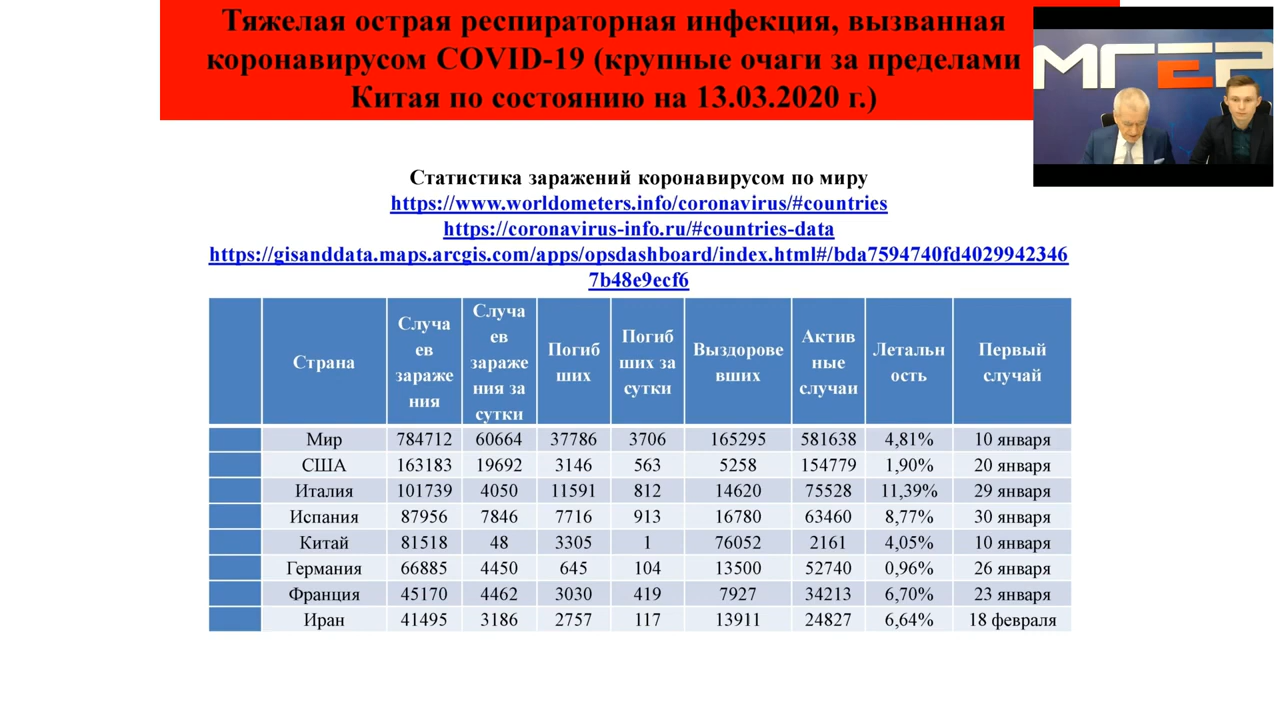 Тяжелая острая респираторная инфекция, вызванная
коронавирусом COVID-19 (крупные очаги за пределами
Китая по состоянию на 13.03.2020 г.)
МГЕР
Статистика заражений коронавирусом по миру
https://www.worldometers.info/coronavirus/#countries
https://coronavirus-info.ru/#countries-data
https://gisanddata.maps.arcgis.com/apps/opsdashboard/index.html#/bda7594740fd4029942346
7b48e9ecf6
Страна
Случа
ев
зараже
ния
Случа
ев
зараже
ния за
сутки
Погиб
ших
Погиб
ших за
сутки
Выздорове
вших
Актив
ные
случаи
Летальн
ость
Первый
случай
Мир 784712 60664 37786 3706 165295 581638 4,81% 10 января
США 163183 19692 3146 563 5258 154779 1,90% 20 января
Италия 101739 4050 11591 812 14620 75528 11,39% 29 января
Испания 87956 7846 7716 913 16780 63460 8,77% 30 января
Китай 81518 48 3305 1 76052 2161 4,05% 10 января
Германия 66885 4450 645 104 13500 52740 0,96% 26 января
Франция 45170 4462 3030 419 7927 34213 6,70% 23 января
Иран 41495 3186 2757 117 13911 24827 6,64% 18 февраля